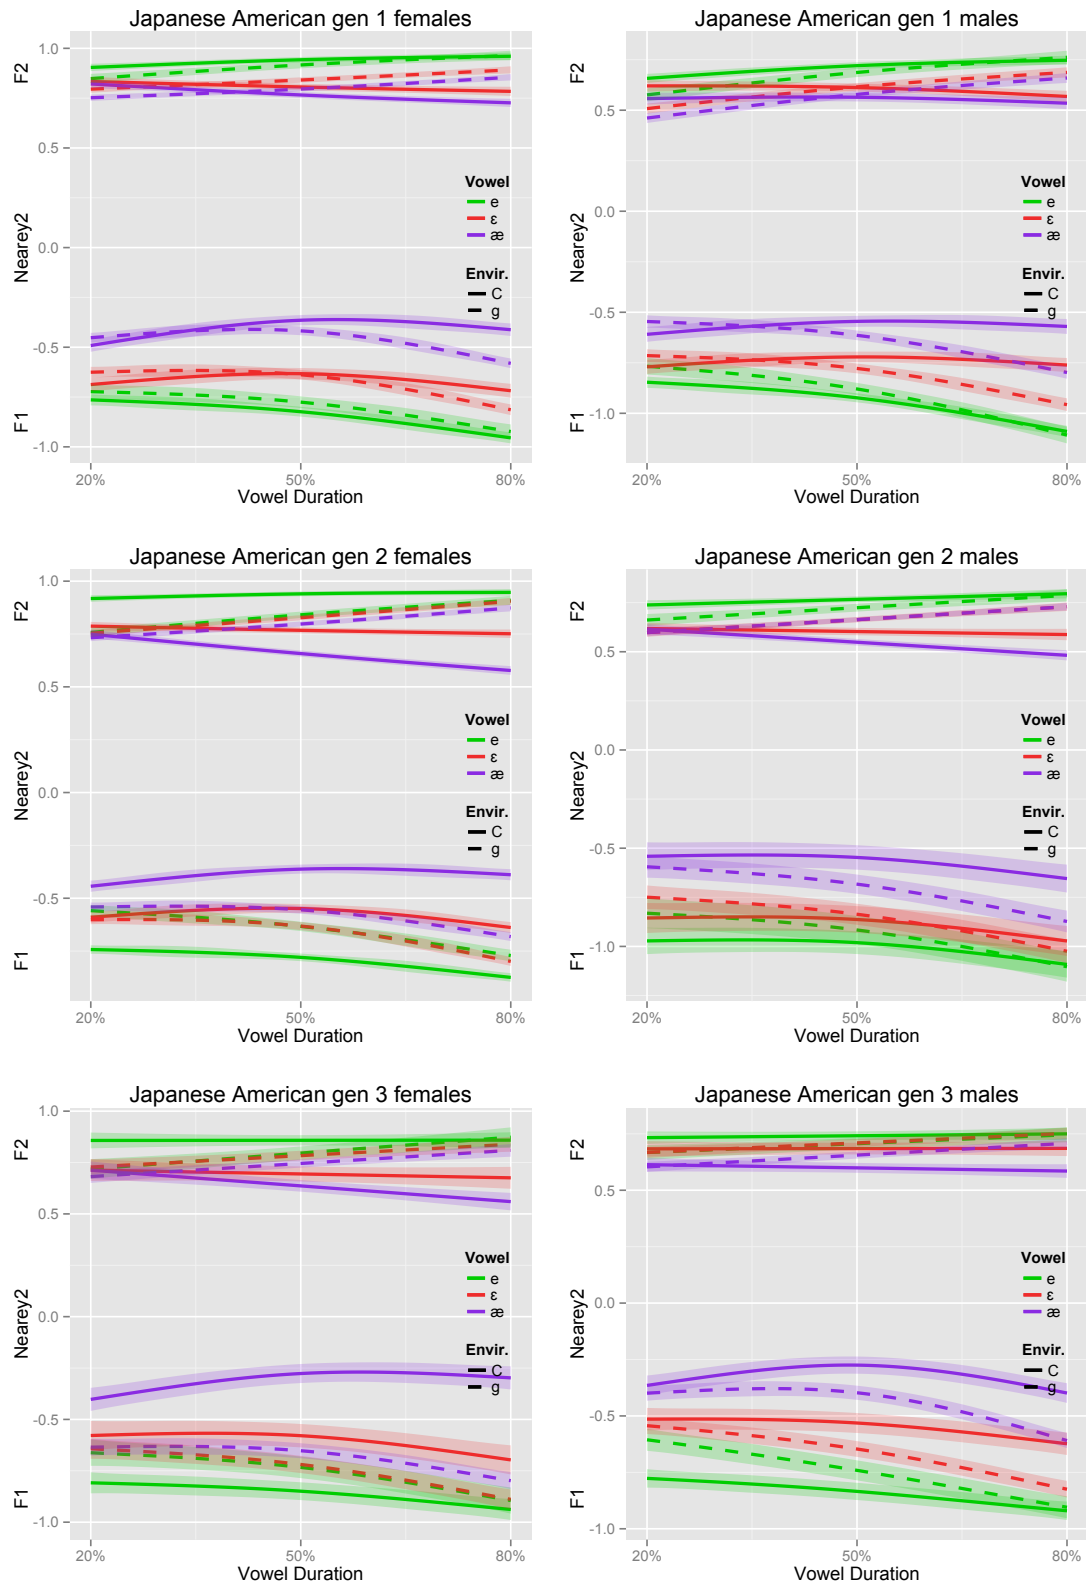 Japanese American gen 1 females
F2
Nearey2
F1
1.0
0.5
0.0
-0.5
-1.0
Vowel
e
ε
æ
Envir.
C
g
20%
50%
80%
Vowel Duration
Japanese American gen 1 males
F2
Nearey2
F1
0.5
0.0
-0.5
-1.0
Vowel
e
ε
æ
Envir.
C
g
20%
50%
80%
Vowel Duration
Japanese American gen 2 females
F2
Nearey2
F1
1.0
0.5
0.0
-0.5
-1.0
Vowel
e
ε
æ
Envir.
C
g
20%
50%
80%
Vowel Duration
Japanese American gen 2 males
F2
Nearey2
F1
0.5
0.0
-0.5
-1.0
Vowel
e
ε
æ
Envir.
C
g
20%
50%
80%
Vowel Duration
Japanese American gen 3 females
F2
Nearey2
F1
1.0
0.5
0.0
-0.5
-1.0
Vowel
e
ε
æ
Envir.
C
g
20%
50%
80%
Vowel Duration
Japanese American gen 3 males
F2
Nearey2
F1
0.5
0.0
-0.5
-1.0
Vowel
e
ε
æ
Envir.
C
g
20%
50%
80%
Vowel Duration